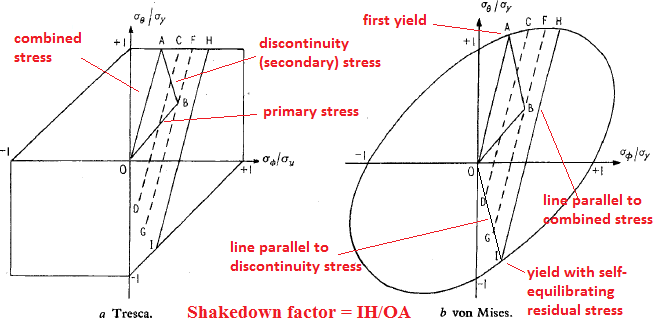 σθ/σy
combined
stress
+1
A
C
F
H
discontinuity
(secondary) stress
B
primary stress
−1
O
σϕ/σu
+1
D
G
I
−1
a Tresca.
first yield
σθ/σy
A
C
F
H
+1
B
−1
O
σϕ/σy
+1
line parallel to
combined stress
D
G
I
line parallel to
discontinuity stress
−1
yield with self-
equilibrating
residual stress
b von Mises.
Shakedown factor = IH/OA